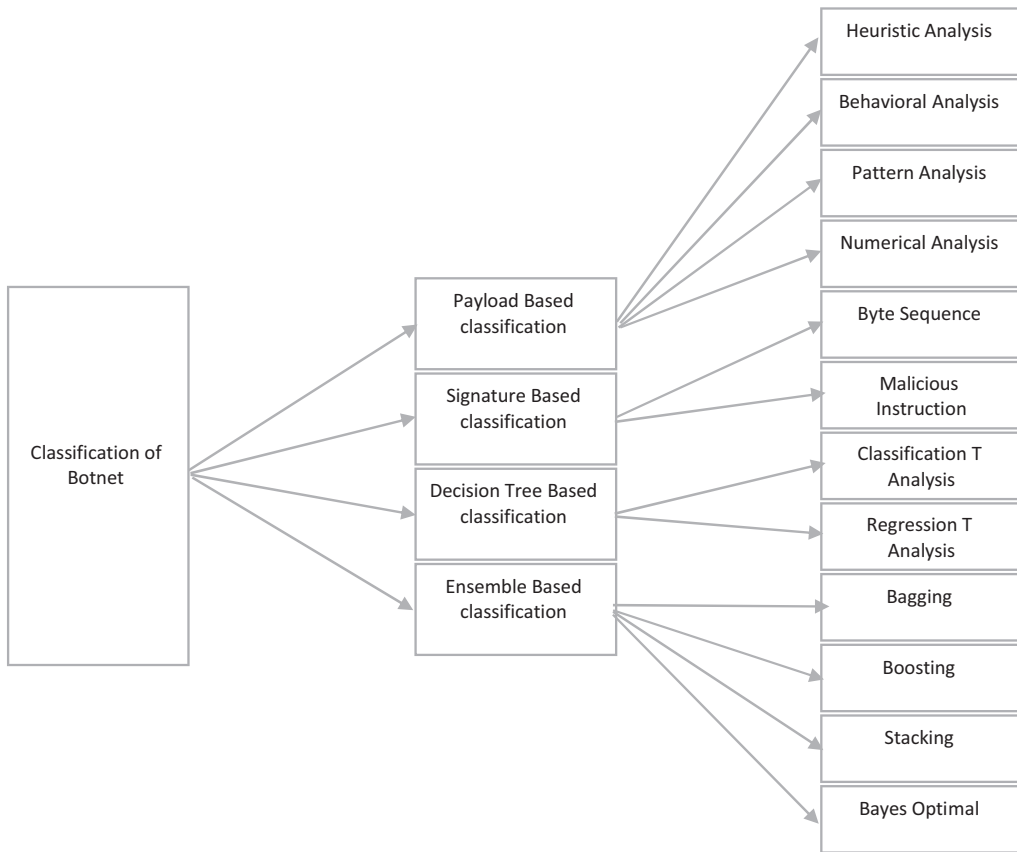 Classification of
Botnet
Payload Based
classification
Signature Based
classification
Decision Tree Based
classification
Ensemble Based
classification
Heuristic Analysis
Behavioral Analysis
Pattern Analysis
Numerical Analysis
Byte Sequence
Malicious
Instruction
Classification T
Analysis
Regression T
Analysis
Bagging
Boosting
Stacking
Bayes Optimal